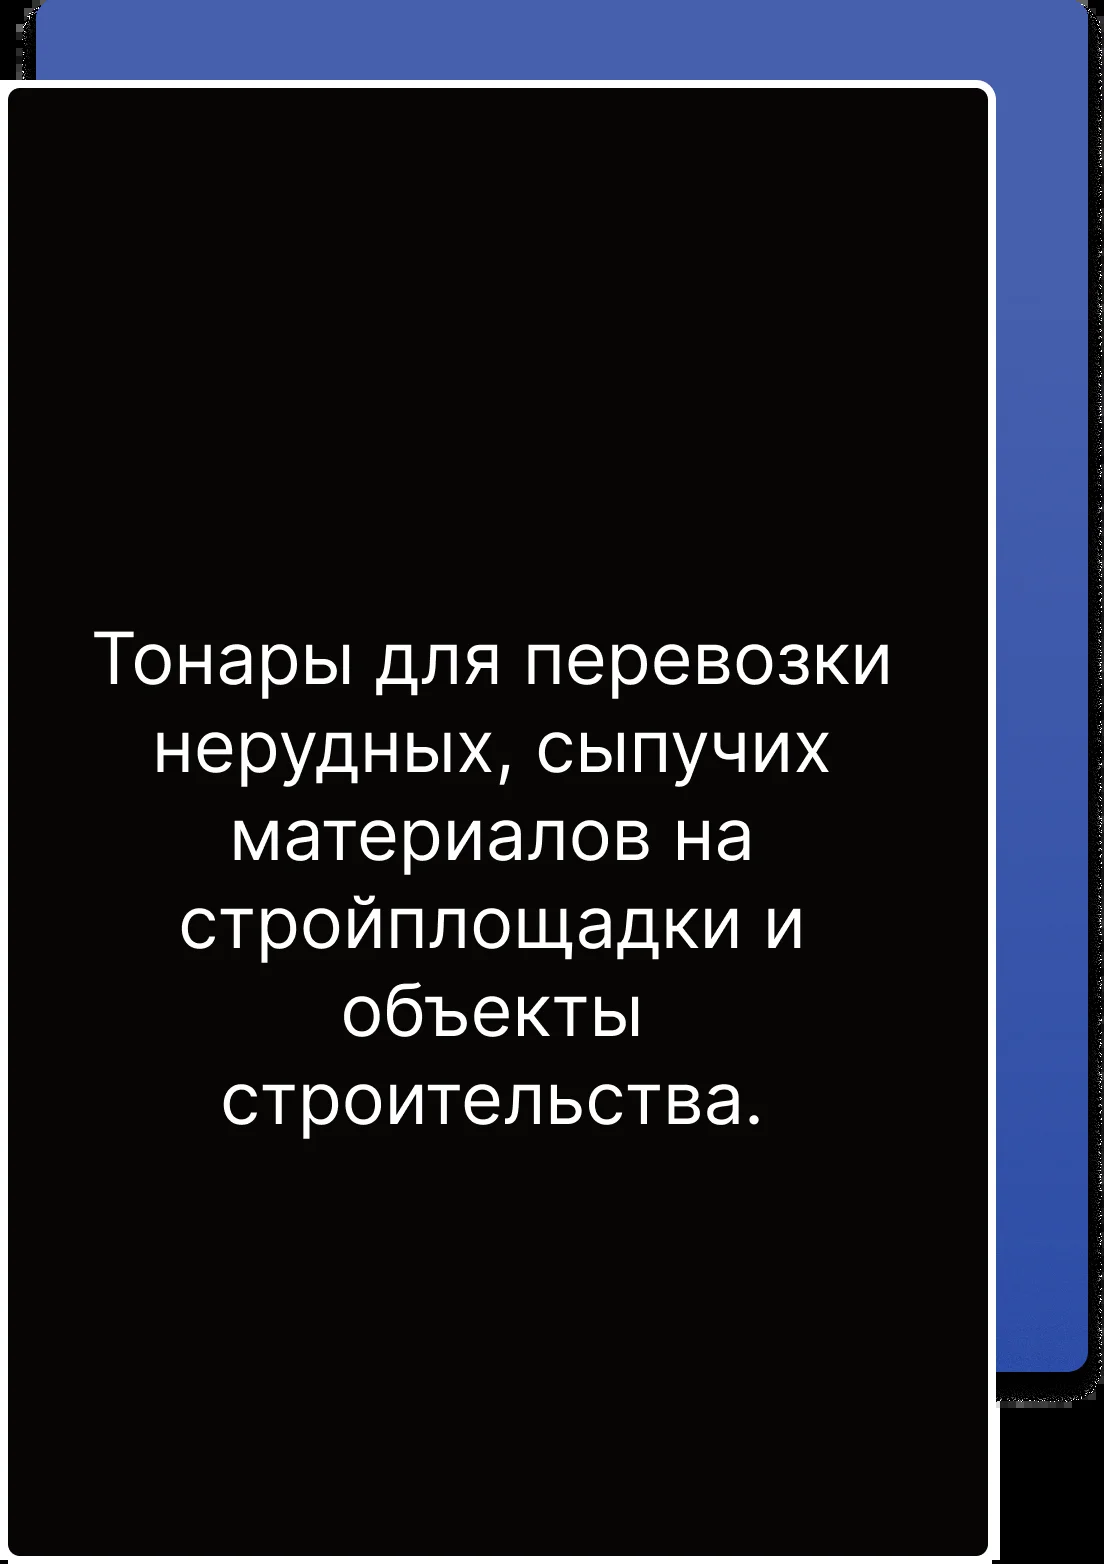 Тонары для перевозки
нерудных, сыпучих
материалов на
стройплощадки и
объекты
строительства.